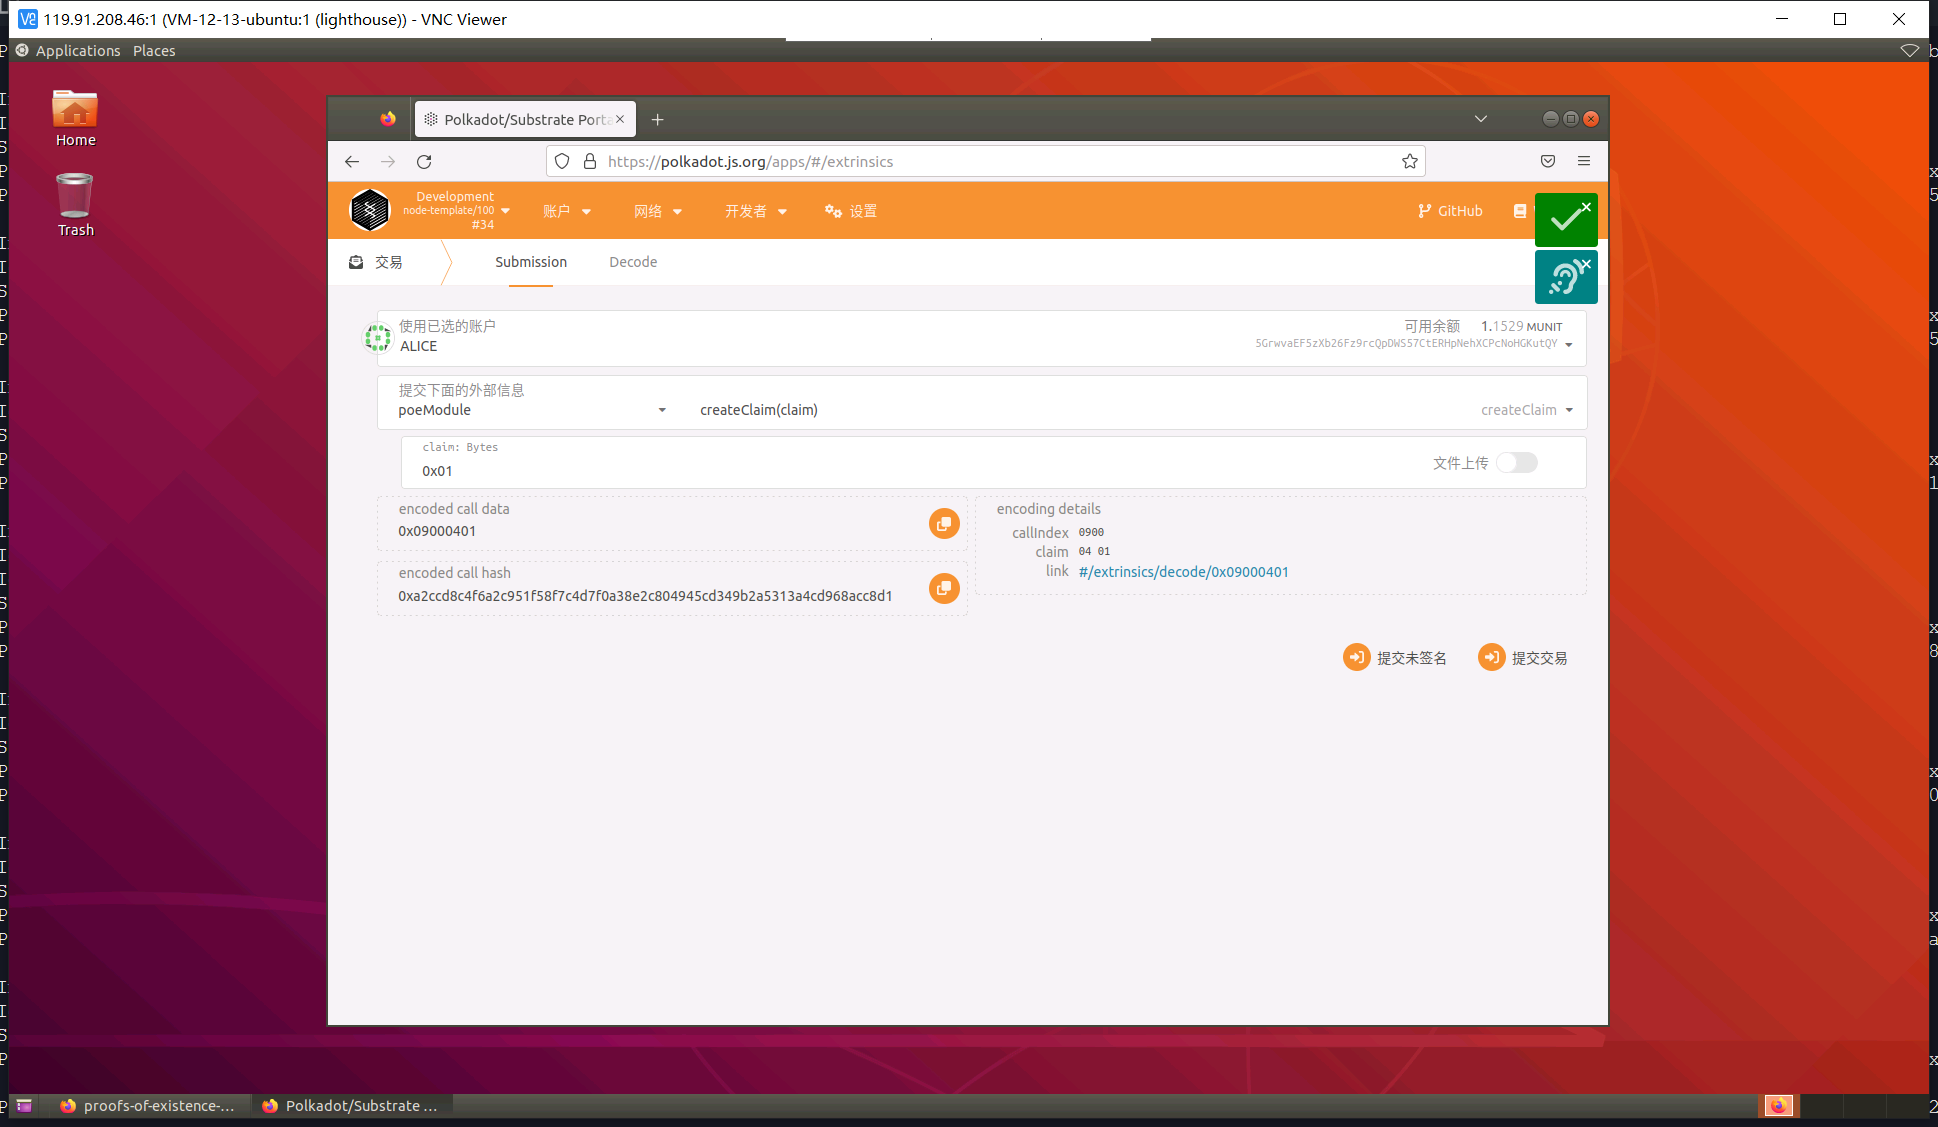 119.91.208.46:1 (VM-12-13-ubuntu:1 (lighthouse)) - VNC Viewer
Applications Places
Home
Trash
Polkadot/Substrate Porta
https://polkadot.js.org/apps/#/extrinsics
Development
node-template/100
#34
账户
网络
开发者
设置
GitHub
交易
Submission
Decode
使用已选的账户
ALICE
可用余额 1.1529 MUNIT
5GrwvaEF5zXb26Fz9rcQpDWS57CtERHpNehXCPcNoHGKutQY
提交下面的外部信息
poeModule
createClaim(claim)
createClaim
claim: Bytes
0x01
文件上传
encoded call data
0x09000401
encoded call hash
0xa2ccd8c4f6a2c951f58f7c4d7f0a38e2c804945cd349b2a5313a4cd968acc8d1
encoding details
callIndex 0900
claim 04 01
link #/extrinsics/decode/0x09000401
提交未签名
提交交易
proofs-of-existence-...
Polkadot/Substrate ...